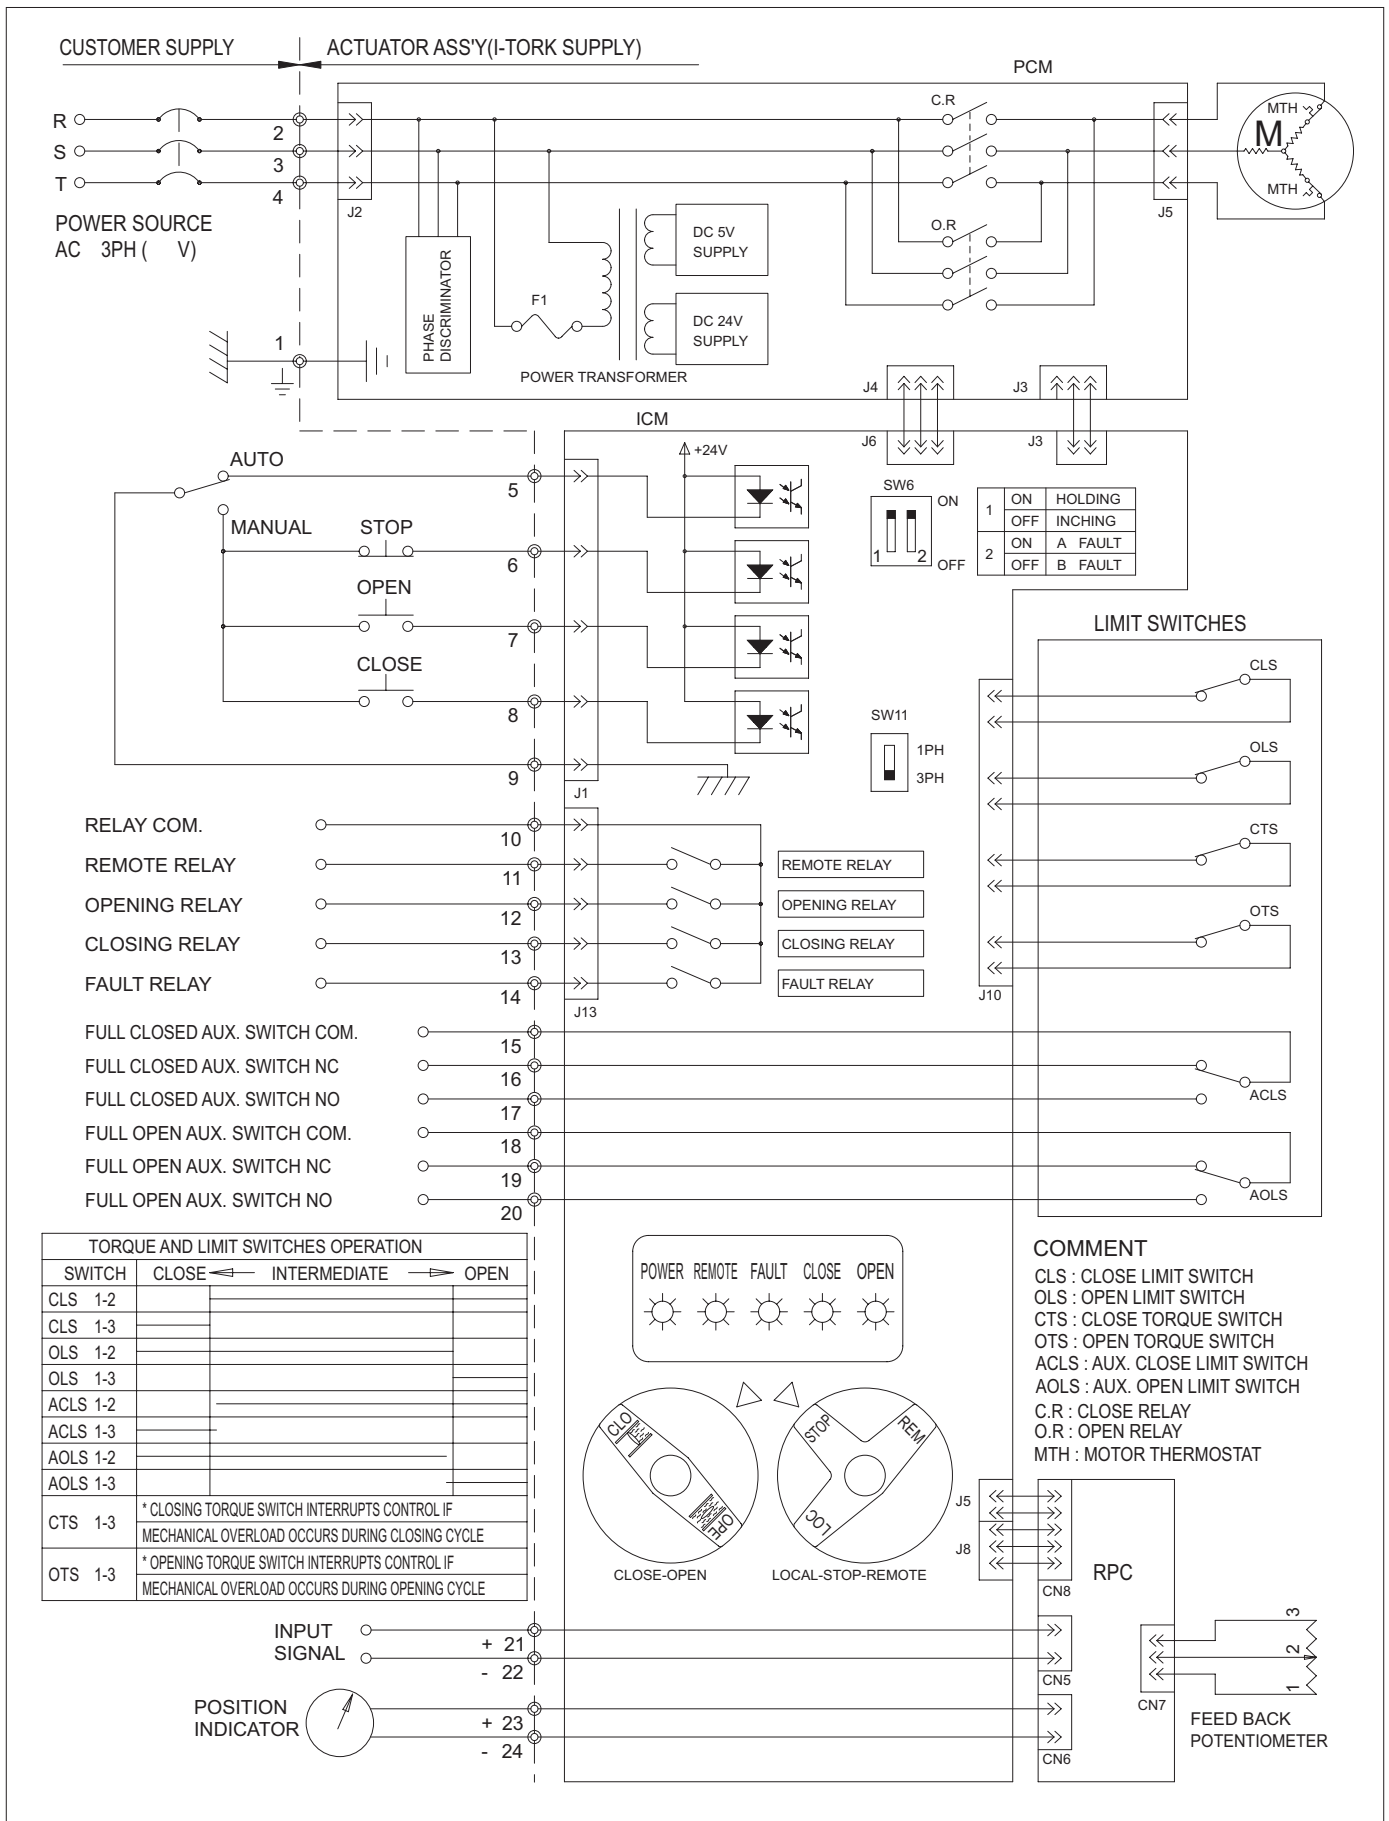 CUSTOMER SUPPLY
ACTUATOR ASS'Y(I-TORK SUPPLY)
PCM
R
S
T
2
3
4
J2
POWER SOURCE
AC 3PH ( V)
1
PHASE
DISCRIMINATOR
F1
POWER TRANSFORMER
DC 5V
SUPPLY
DC 24V
SUPPLY
C.R
O.R
J5
MTH
M
MTH
J4
J3
ICM
J6
J3
AUTO
MANUAL
STOP
OPEN
CLOSE
5
6
7
8
9
J1
+24V
SW6
ON
OFF
1
2
1 ON HOLDING
OFF INCHING
2 ON A FAULT
OFF B FAULT
SW11
1PH
3PH
LIMIT SWITCHES
CLS
OLS
CTS
OTS
J10
RELAY COM.
10
REMOTE RELAY
11
REMOTE RELAY
OPENING RELAY
12
OPENING RELAY
CLOSING RELAY
13
CLOSING RELAY
FAULT RELAY
14
FAULT RELAY
J13
FULL CLOSED AUX. SWITCH COM.
15
FULL CLOSED AUX. SWITCH NC
16
FULL CLOSED AUX. SWITCH NO
17
ACLS
FULL OPEN AUX. SWITCH COM.
18
FULL OPEN AUX. SWITCH NC
19
FULL OPEN AUX. SWITCH NO
20
AOLS
TORQUE AND LIMIT SWITCHES OPERATION
SWITCH CLOSE INTERMEDIATE OPEN
CLS 1-2
CLS 1-3
OLS 1-2
OLS 1-3
ACLS 1-2
ACLS 1-3
AOLS 1-2
AOLS 1-3
CTS 1-3
* CLOSING TORQUE SWITCH INTERRUPTS CONTROL IF
MECHANICAL OVERLOAD OCCURS DURING CLOSING CYCLE
OTS 1-3
* OPENING TORQUE SWITCH INTERRUPTS CONTROL IF
MECHANICAL OVERLOAD OCCURS DURING OPENING CYCLE
POWER REMOTE FAULT CLOSE OPEN
CLO
OPE
CLOSE-OPEN
STOP
REM
LOC
LOCAL-STOP-REMOTE
COMMENT
CLS : CLOSE LIMIT SWITCH
OLS : OPEN LIMIT SWITCH
CTS : CLOSE TORQUE SWITCH
OTS : OPEN TORQUE SWITCH
ACLS : AUX. CLOSE LIMIT SWITCH
AOLS : AUX. OPEN LIMIT SWITCH
C.R : CLOSE RELAY
O.R : OPEN RELAY
MTH : MOTOR THERMOSTAT
J5
J8
CN8
RPC
INPUT
SIGNAL
+ 21
- 22
CN5
POSITION
INDICATOR
+ 23
- 24
CN6
CN7
3
2
1
FEED BACK
POTENTIOMETER